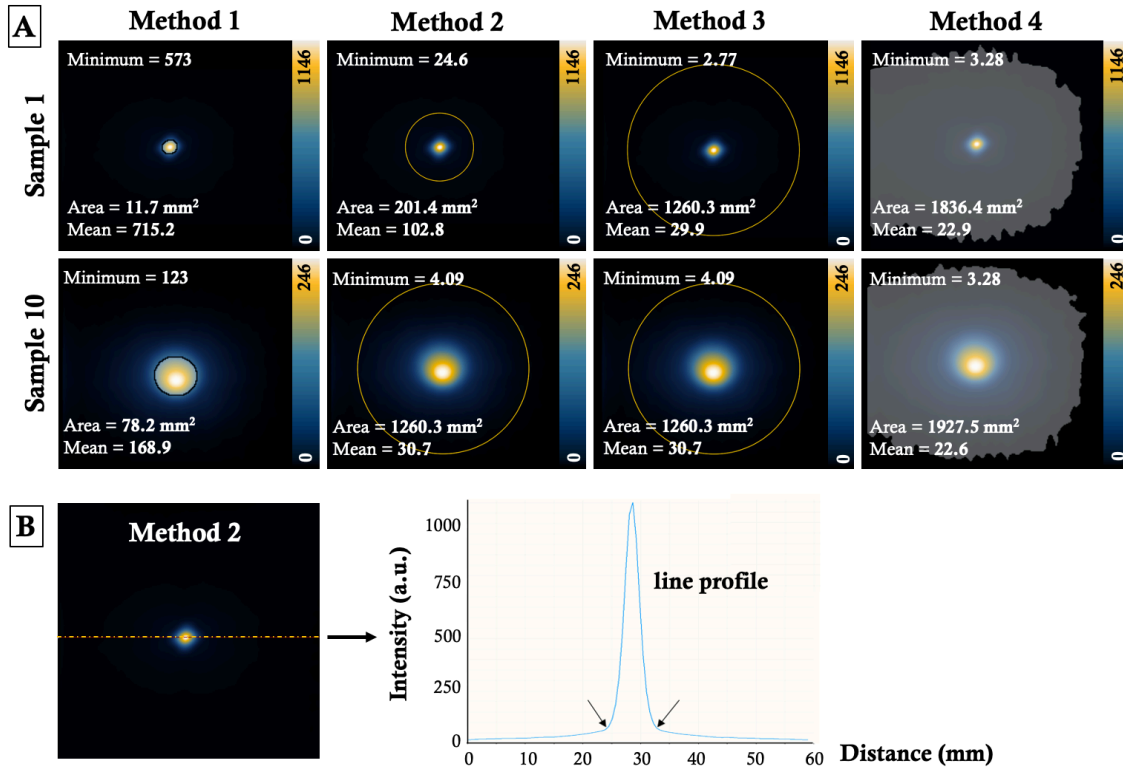 A
Method 1
Method 2
Method 3
Method 4
Sample 1
Minimum = 573
Area = 11.7 mm²
Mean = 715.2
1146
0
Minimum = 24.6
Area = 201.4 mm²
Mean = 102.8
1146
0
Minimum = 2.77
Area = 1260.3 mm²
Mean = 29.9
1146
0
Minimum = 3.28
Area = 1836.4 mm²
Mean = 22.9
1146
0
Sample 10
Minimum = 123
Area = 78.2 mm²
Mean = 168.9
246
0
Minimum = 4.09
Area = 1260.3 mm²
Mean = 30.7
246
0
Minimum = 4.09
Area = 1260.3 mm²
Mean = 30.7
246
0
Minimum = 3.28
Area = 1927.5 mm²
Mean = 22.6
246
0
B
Method 2
Intensity (a.u.)
1000
750
500
250
0
line profile
0
10
20
30
40
50
60
Distance (mm)